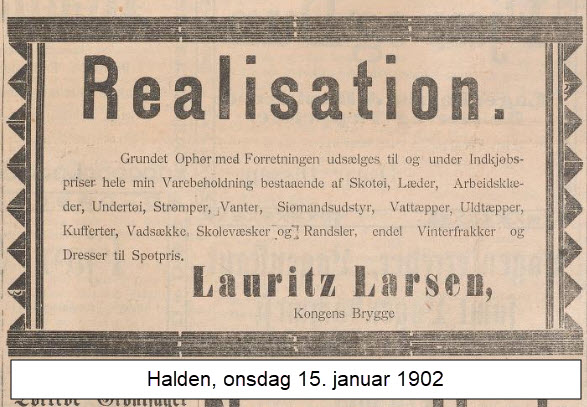 Realisation.
Grundet Ophør med Forretningen udsælges til og under Indkjøbs-
priser hele min Varebeholdning bestaaende af Skotøi, Læder, Arbeidsklæ-
der, Undertøi, Strømper, Vanter, Sjømandsudstyr, Vattæpper, Uldtæpper,
Kufferter, Vadsække, Skolevæsker og Randsler, endel Vinterfrakker og
Dresser til Spotpris.
Lauritz Larsen,
Kongens Brygge
Halden, onsdag 15. januar 1902